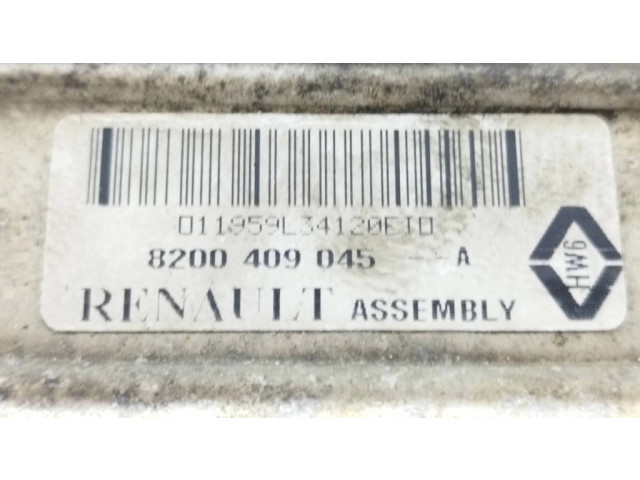 011959L34120EI0
8200 409 045 -- A
RENAULT ASSEMBLY
HW6